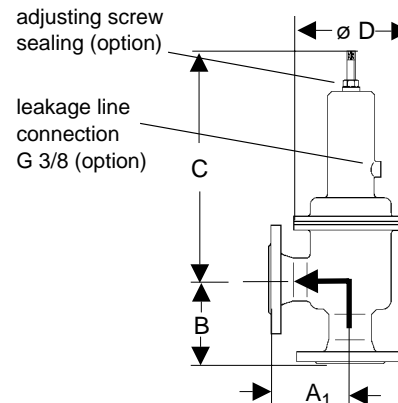 adjusting screw
sealing (option)
ø D
leakage line
connection
G 3/8 (option)
C
B
A₁